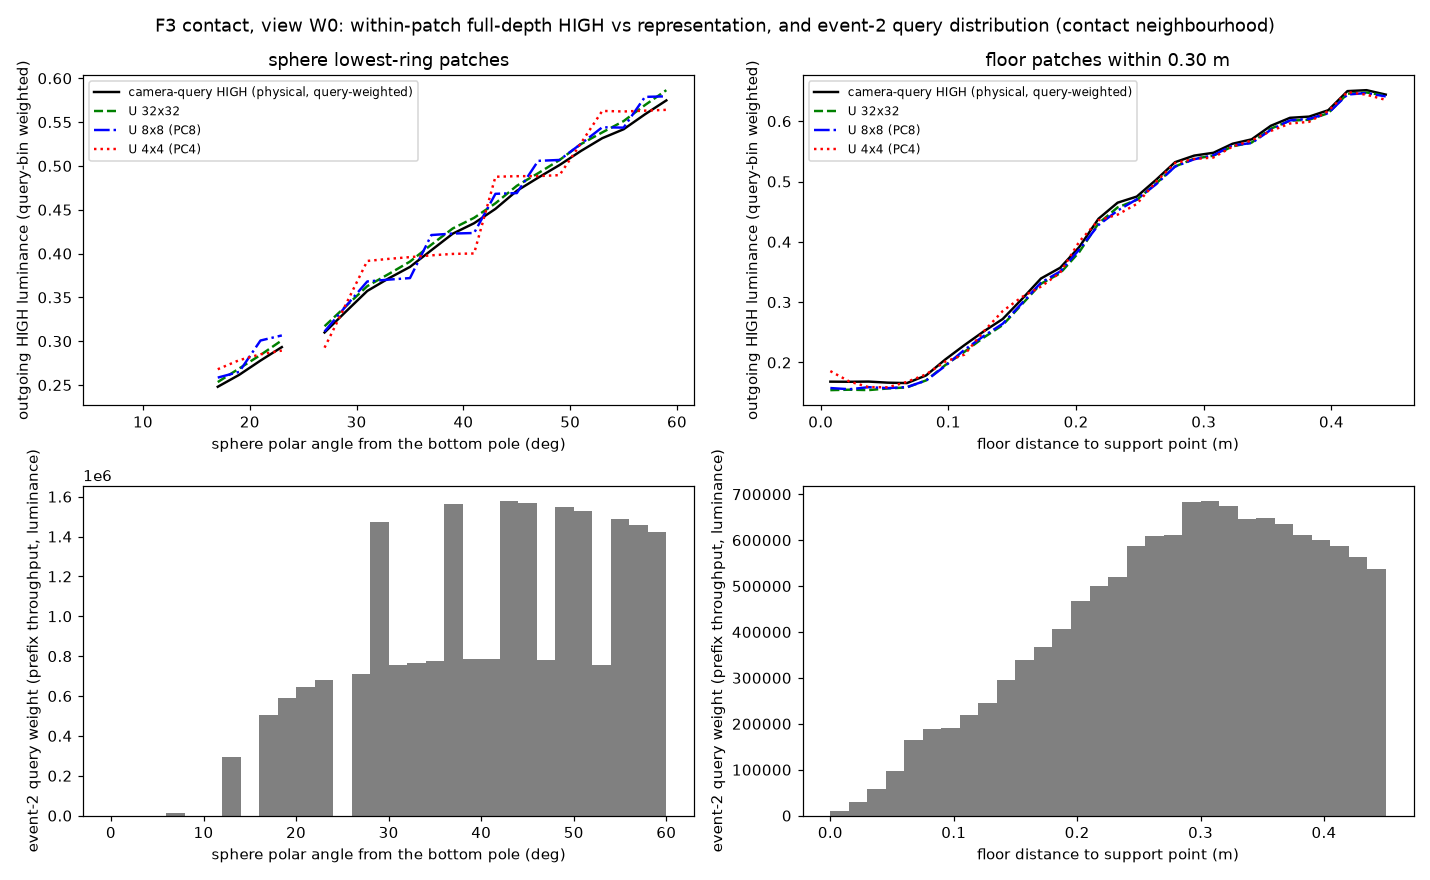 F3 contact, view W0: within-patch full-depth HIGH vs representation, and event-2 query distribution (contact neighbourhood)
sphere lowest-ring patches
outgoing HIGH luminance (query-bin weighted)
0.60
0.55
0.50
0.45
0.40
0.35
0.30
0.25
camera-query HIGH (physical, query-weighted)
U 32x32
U 8x8 (PC8)
U 4x4 (PC4)
10 20 30 40 50 60
sphere polar angle from the bottom pole (deg)
floor patches within 0.30 m
outgoing HIGH luminance (query-bin weighted)
0.6
0.5
0.4
0.3
0.2
camera-query HIGH (physical, query-weighted)
U 32x32
U 8x8 (PC8)
U 4x4 (PC4)
0.0 0.1 0.2 0.3 0.4
floor distance to support point (m)
event-2 query weight (prefix throughput, luminance)
1e6
1.6
1.4
1.2
1.0
0.8
0.6
0.4
0.2
0.0
0 10 20 30 40 50 60
sphere polar angle from the bottom pole (deg)
event-2 query weight (prefix throughput, luminance)
700000
600000
500000
400000
300000
200000
100000
0
0.0 0.1 0.2 0.3 0.4
floor distance to support point (m)